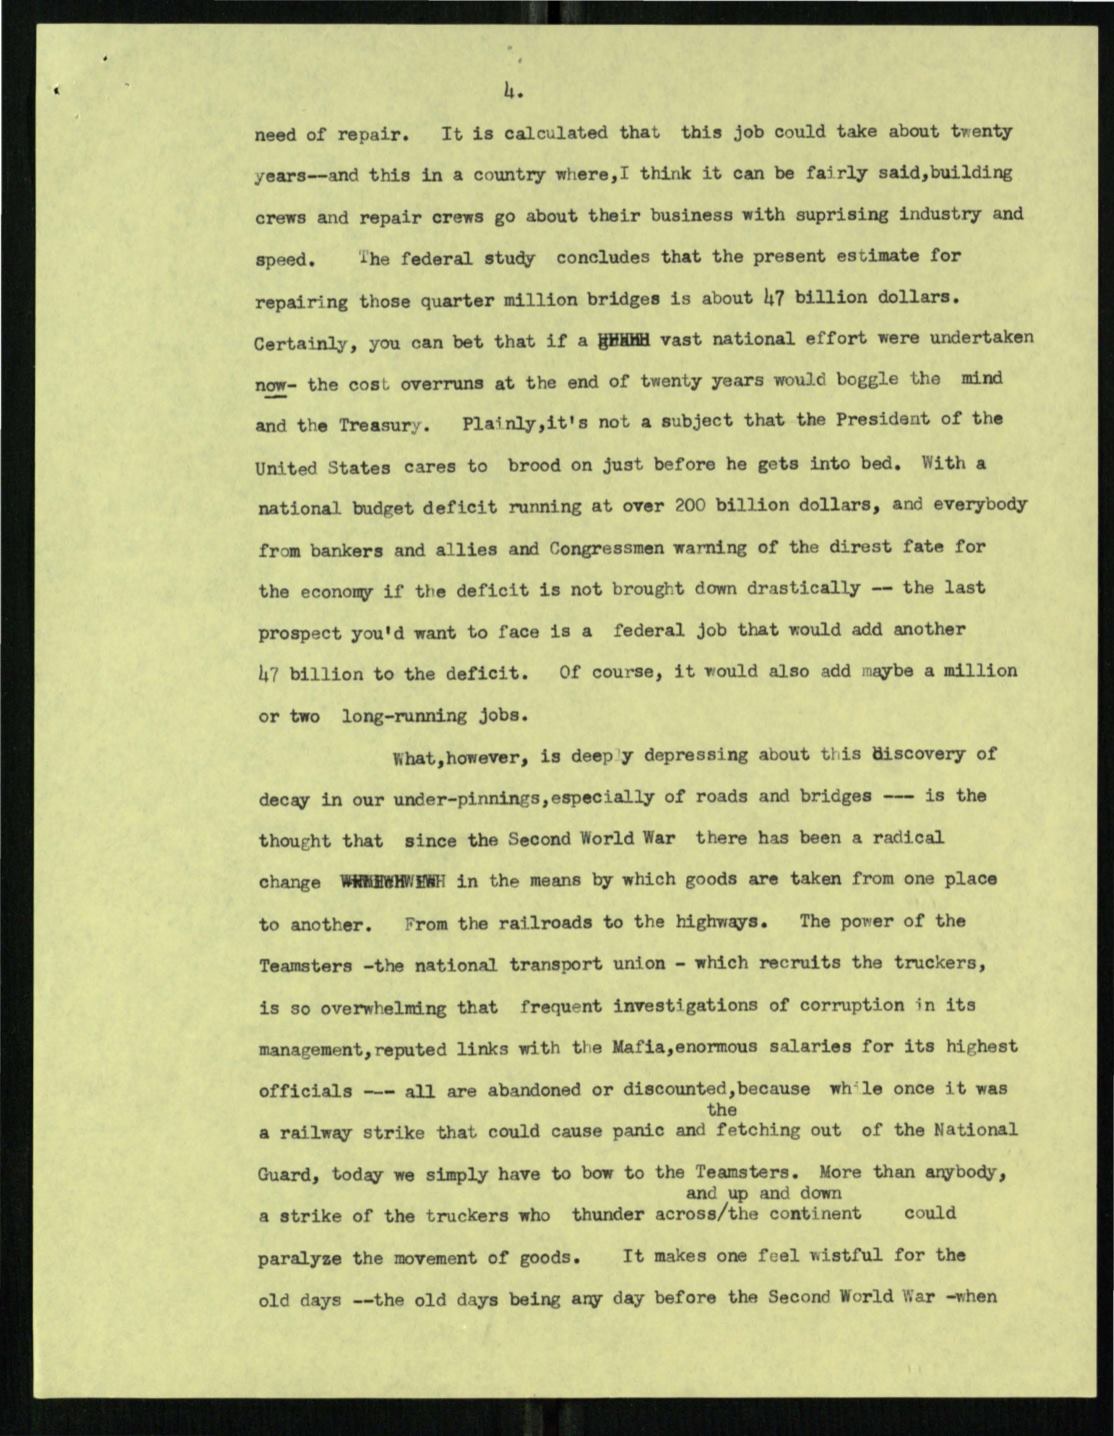 4.
need of repair.   It is calculated that  this job could take about twenty
years--and this in a country where,I think it can be fairly said,building
crews and repair crews go about their business with suprising industry and
speed.    The federal study  concludes that the present estimate for
repairing those quarter million bridges is about 47 billion dollars.
Certainly, you can bet that if a vast national effort were undertaken
now- the cost overruns at the end of twenty years would boggle the  mind
and the Treasury.   Plainly,it's not a subject that the President of the
United States cares to  brood on just before he gets into bed.  With a
national budget deficit running at over 200 billion dollars, and everybody
from bankers and allies and Congressmen warning of the direst fate for
the economy if the deficit is not brought down drastically -- the last
prospect you'd want to face is a  federal job that would add another
47 billion to the deficit.   Of course, it would also add maybe a million
or two  long-running jobs.
What,however, is deeply depressing about this discovery of
decay in our under-pinnings,especially of roads and bridges --- is the
thought that  since the Second World War  there has been a radical
change in the means by which goods are taken from one place
to another.   From the railroads to the highways.   The power of the
Teamsters -the national transport union - which recruits the truckers,
is so overwhelming that  frequent investigations of corruption in its
management,reputed links with the Mafia,enormous salaries for its highest
officials --- all are abandoned or discounted,because  while once it was
the
a railway strike that could cause panic and fetching out  of the National
Guard, today we simply have to bow to the Teamsters.  More than anybody,
and up and down
a strike of the truckers who  thunder across/the continent    could
paralyze the movement of goods.    It makes one feel wistful for the
old days --the old days being any day before the Second World War -when